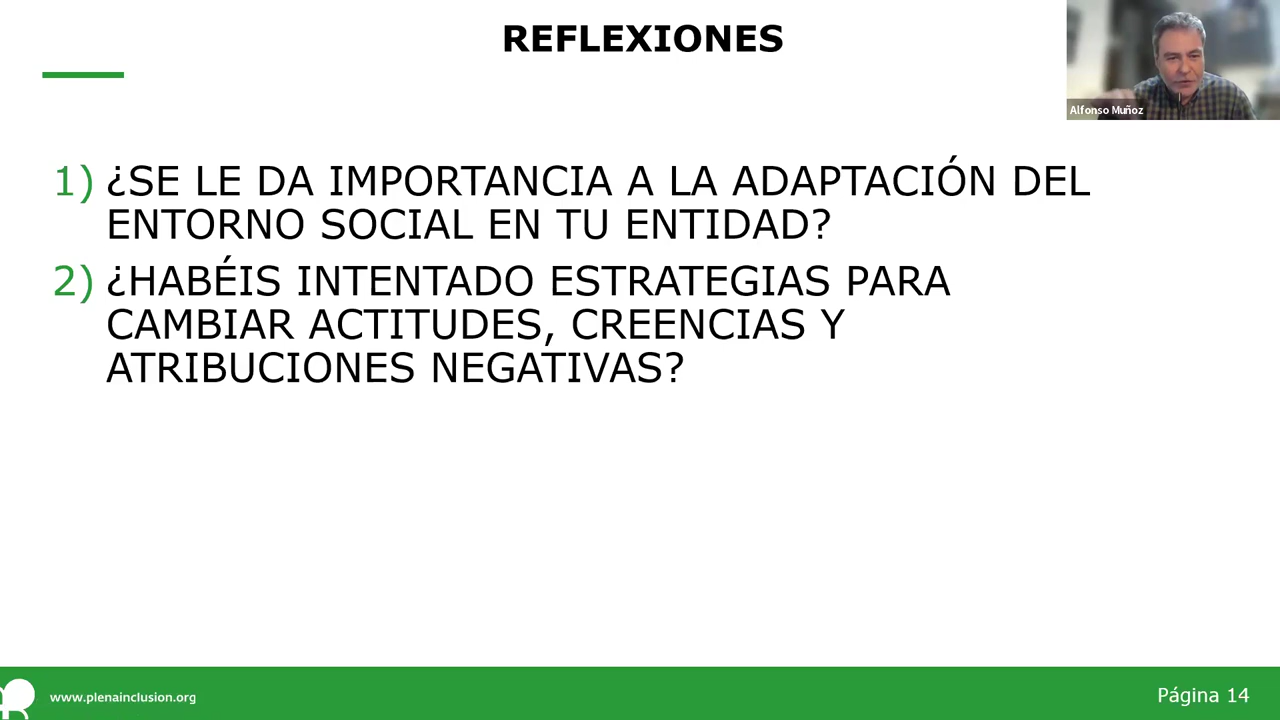 REFLEXIONES
Alfonso Muñoz
1) ¿SE LE DA IMPORTANCIA A LA ADAPTACIÓN DEL
ENTORNO SOCIAL EN TU ENTIDAD?
2) ¿HABÉIS INTENTADO ESTRATEGIAS PARA
CAMBIAR ACTITUDES, CREENCIAS Y
ATRIBUCIONES NEGATIVAS?
www.plenainclusion.org
Página 14